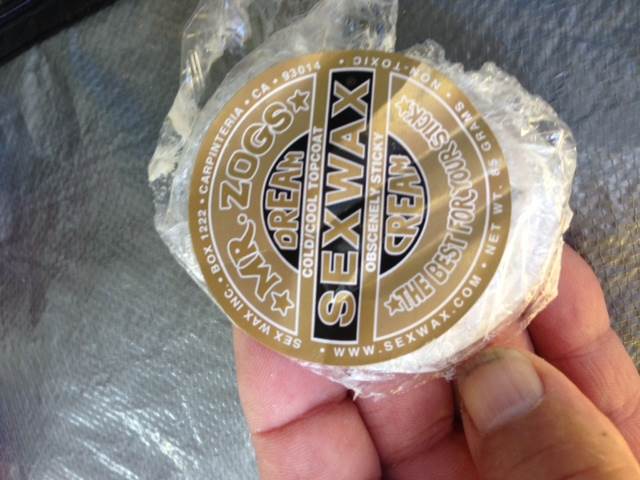 MR. ZOGS
DREAM
COLD/COOL TOPCOAT
SEXWAX
OBSCENELY STICKY
CREAM
THE BEST FOR YOUR STICK
SEX WAX INC. • BOX 1222 • CARPINTERIA • CA • 93014 • NON-TOXIC • NET WT. 85 GRAMS • WWW.SEXWAX.COM •